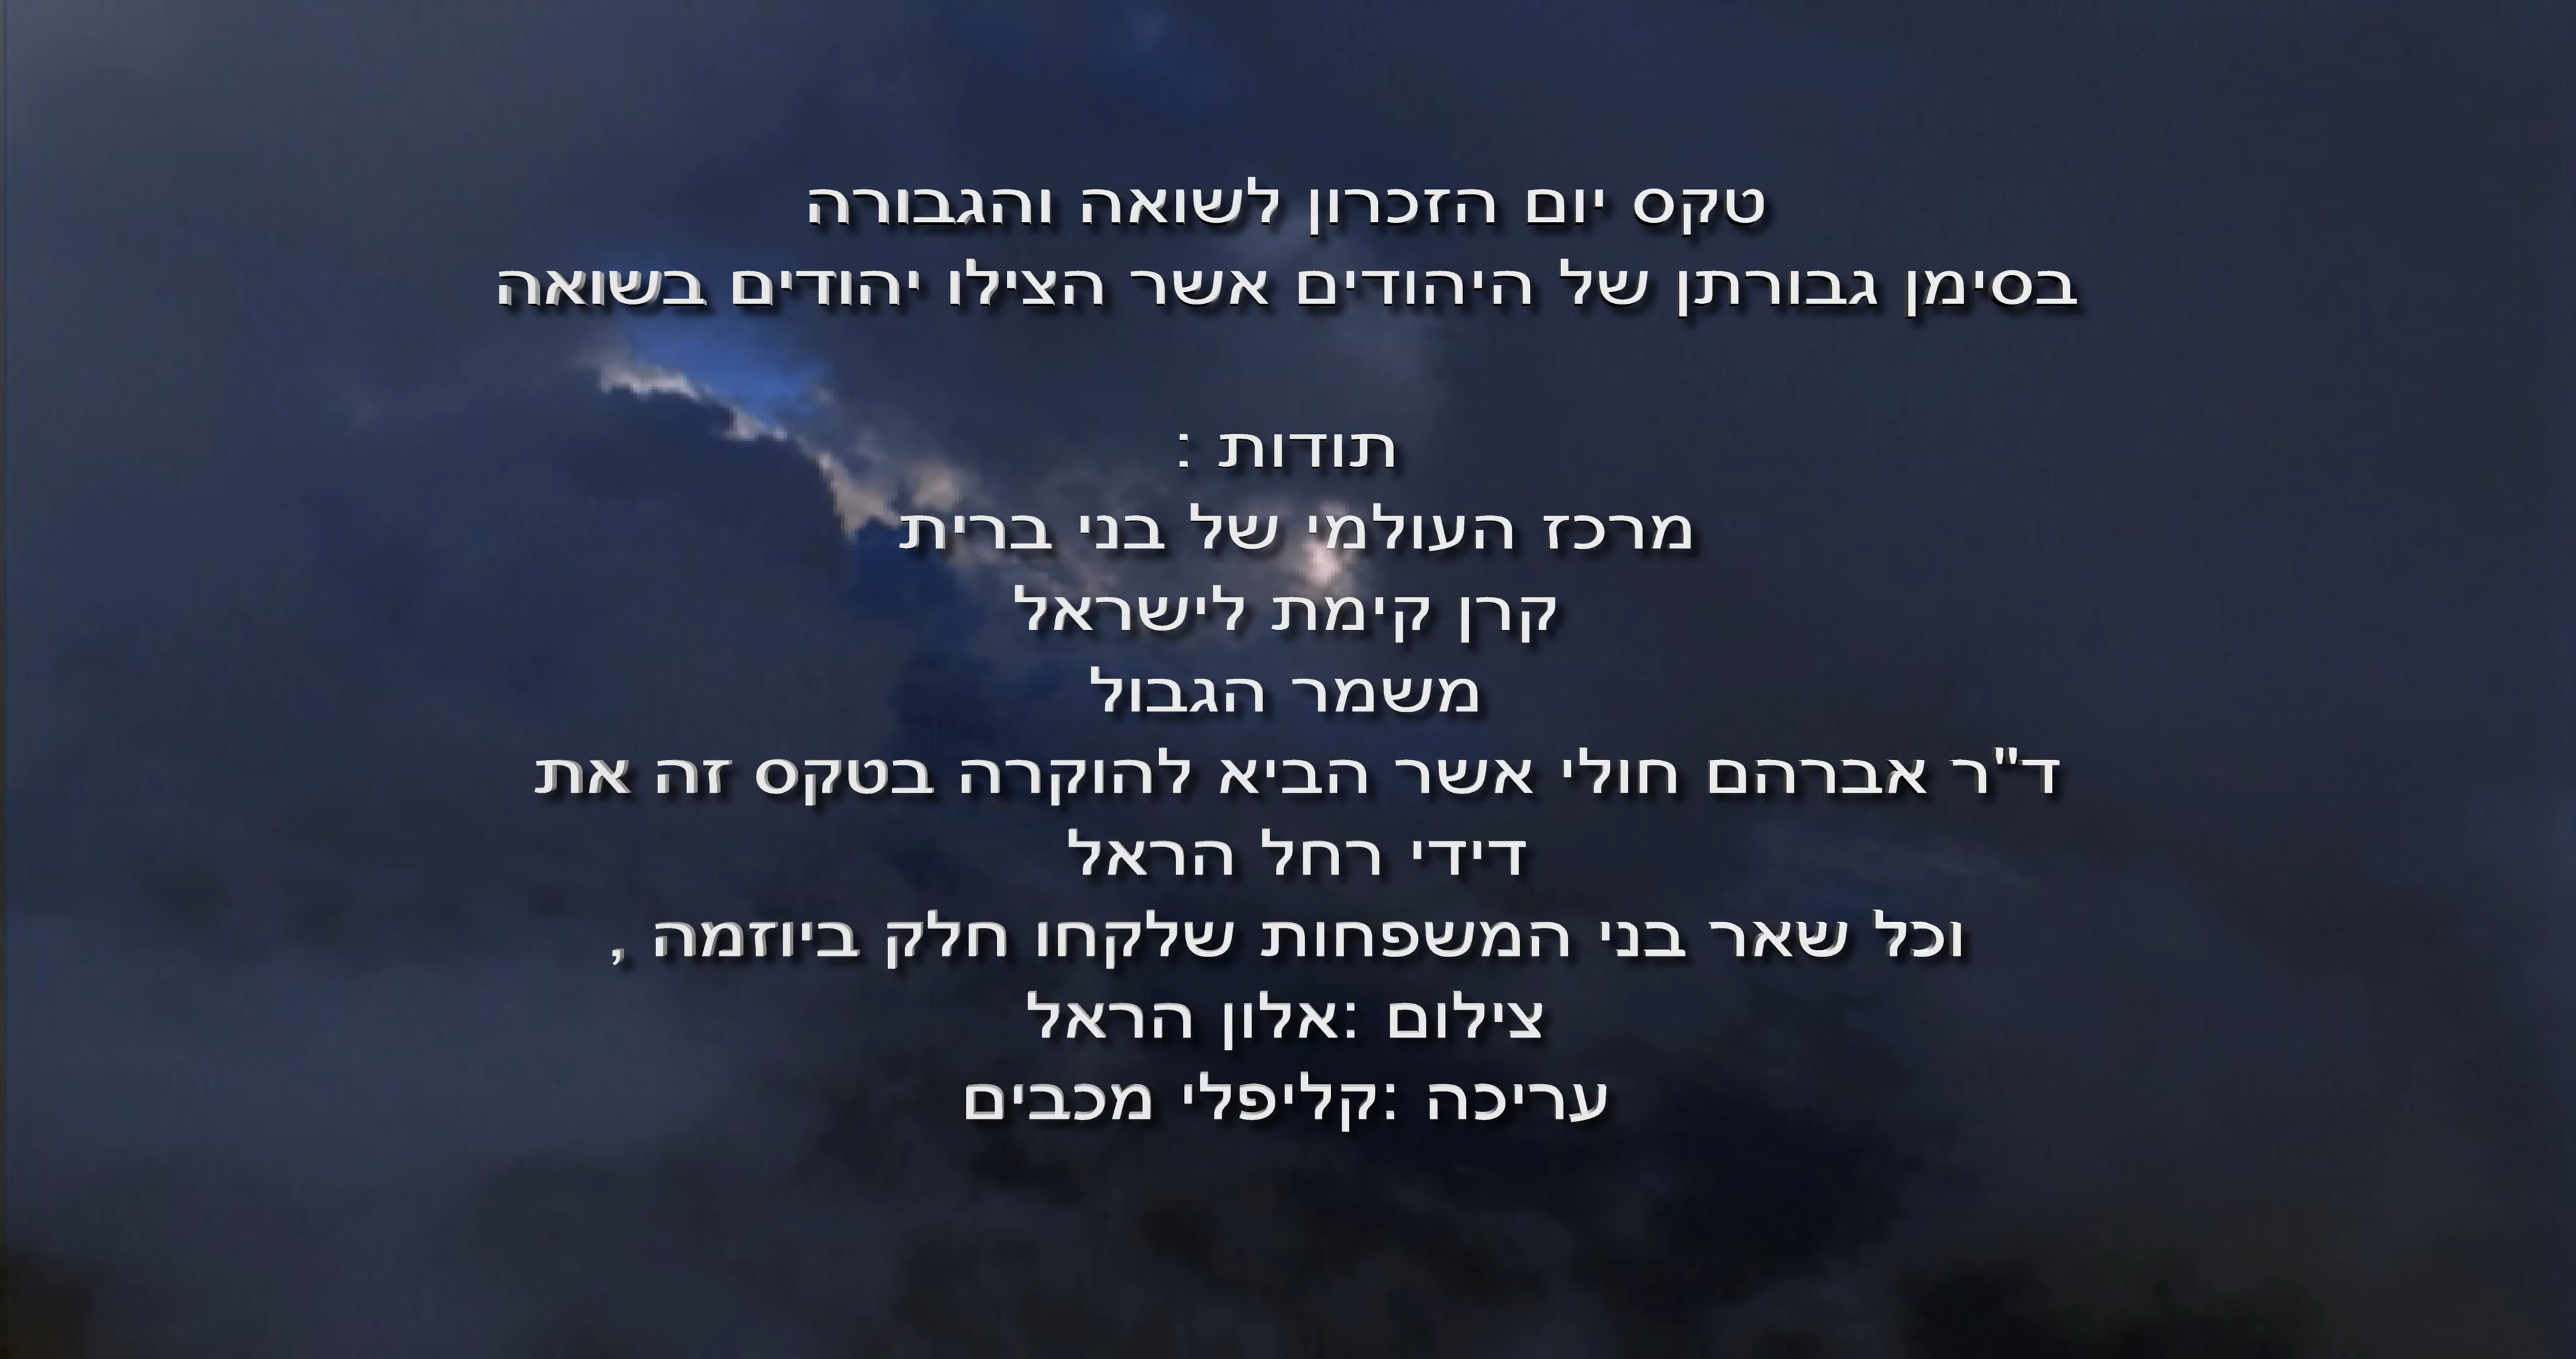 טקס יום הזכרון לשואה והגבורה
בסימן גבורתן של היהודים אשר הצילו יהודים בשואה
תודות :
מרכז העולמי של בני ברית
קרן קימת לישראל
משמר הגבול
ד"ר אברהם חולי אשר הביא להוקרה בטקס זה את
דידי רחל הראל
וכל שאר בני המשפחות שלקחו חלק ביוזמה ,
צילום :אלון הראל
עריכה :קליפלי מכבים